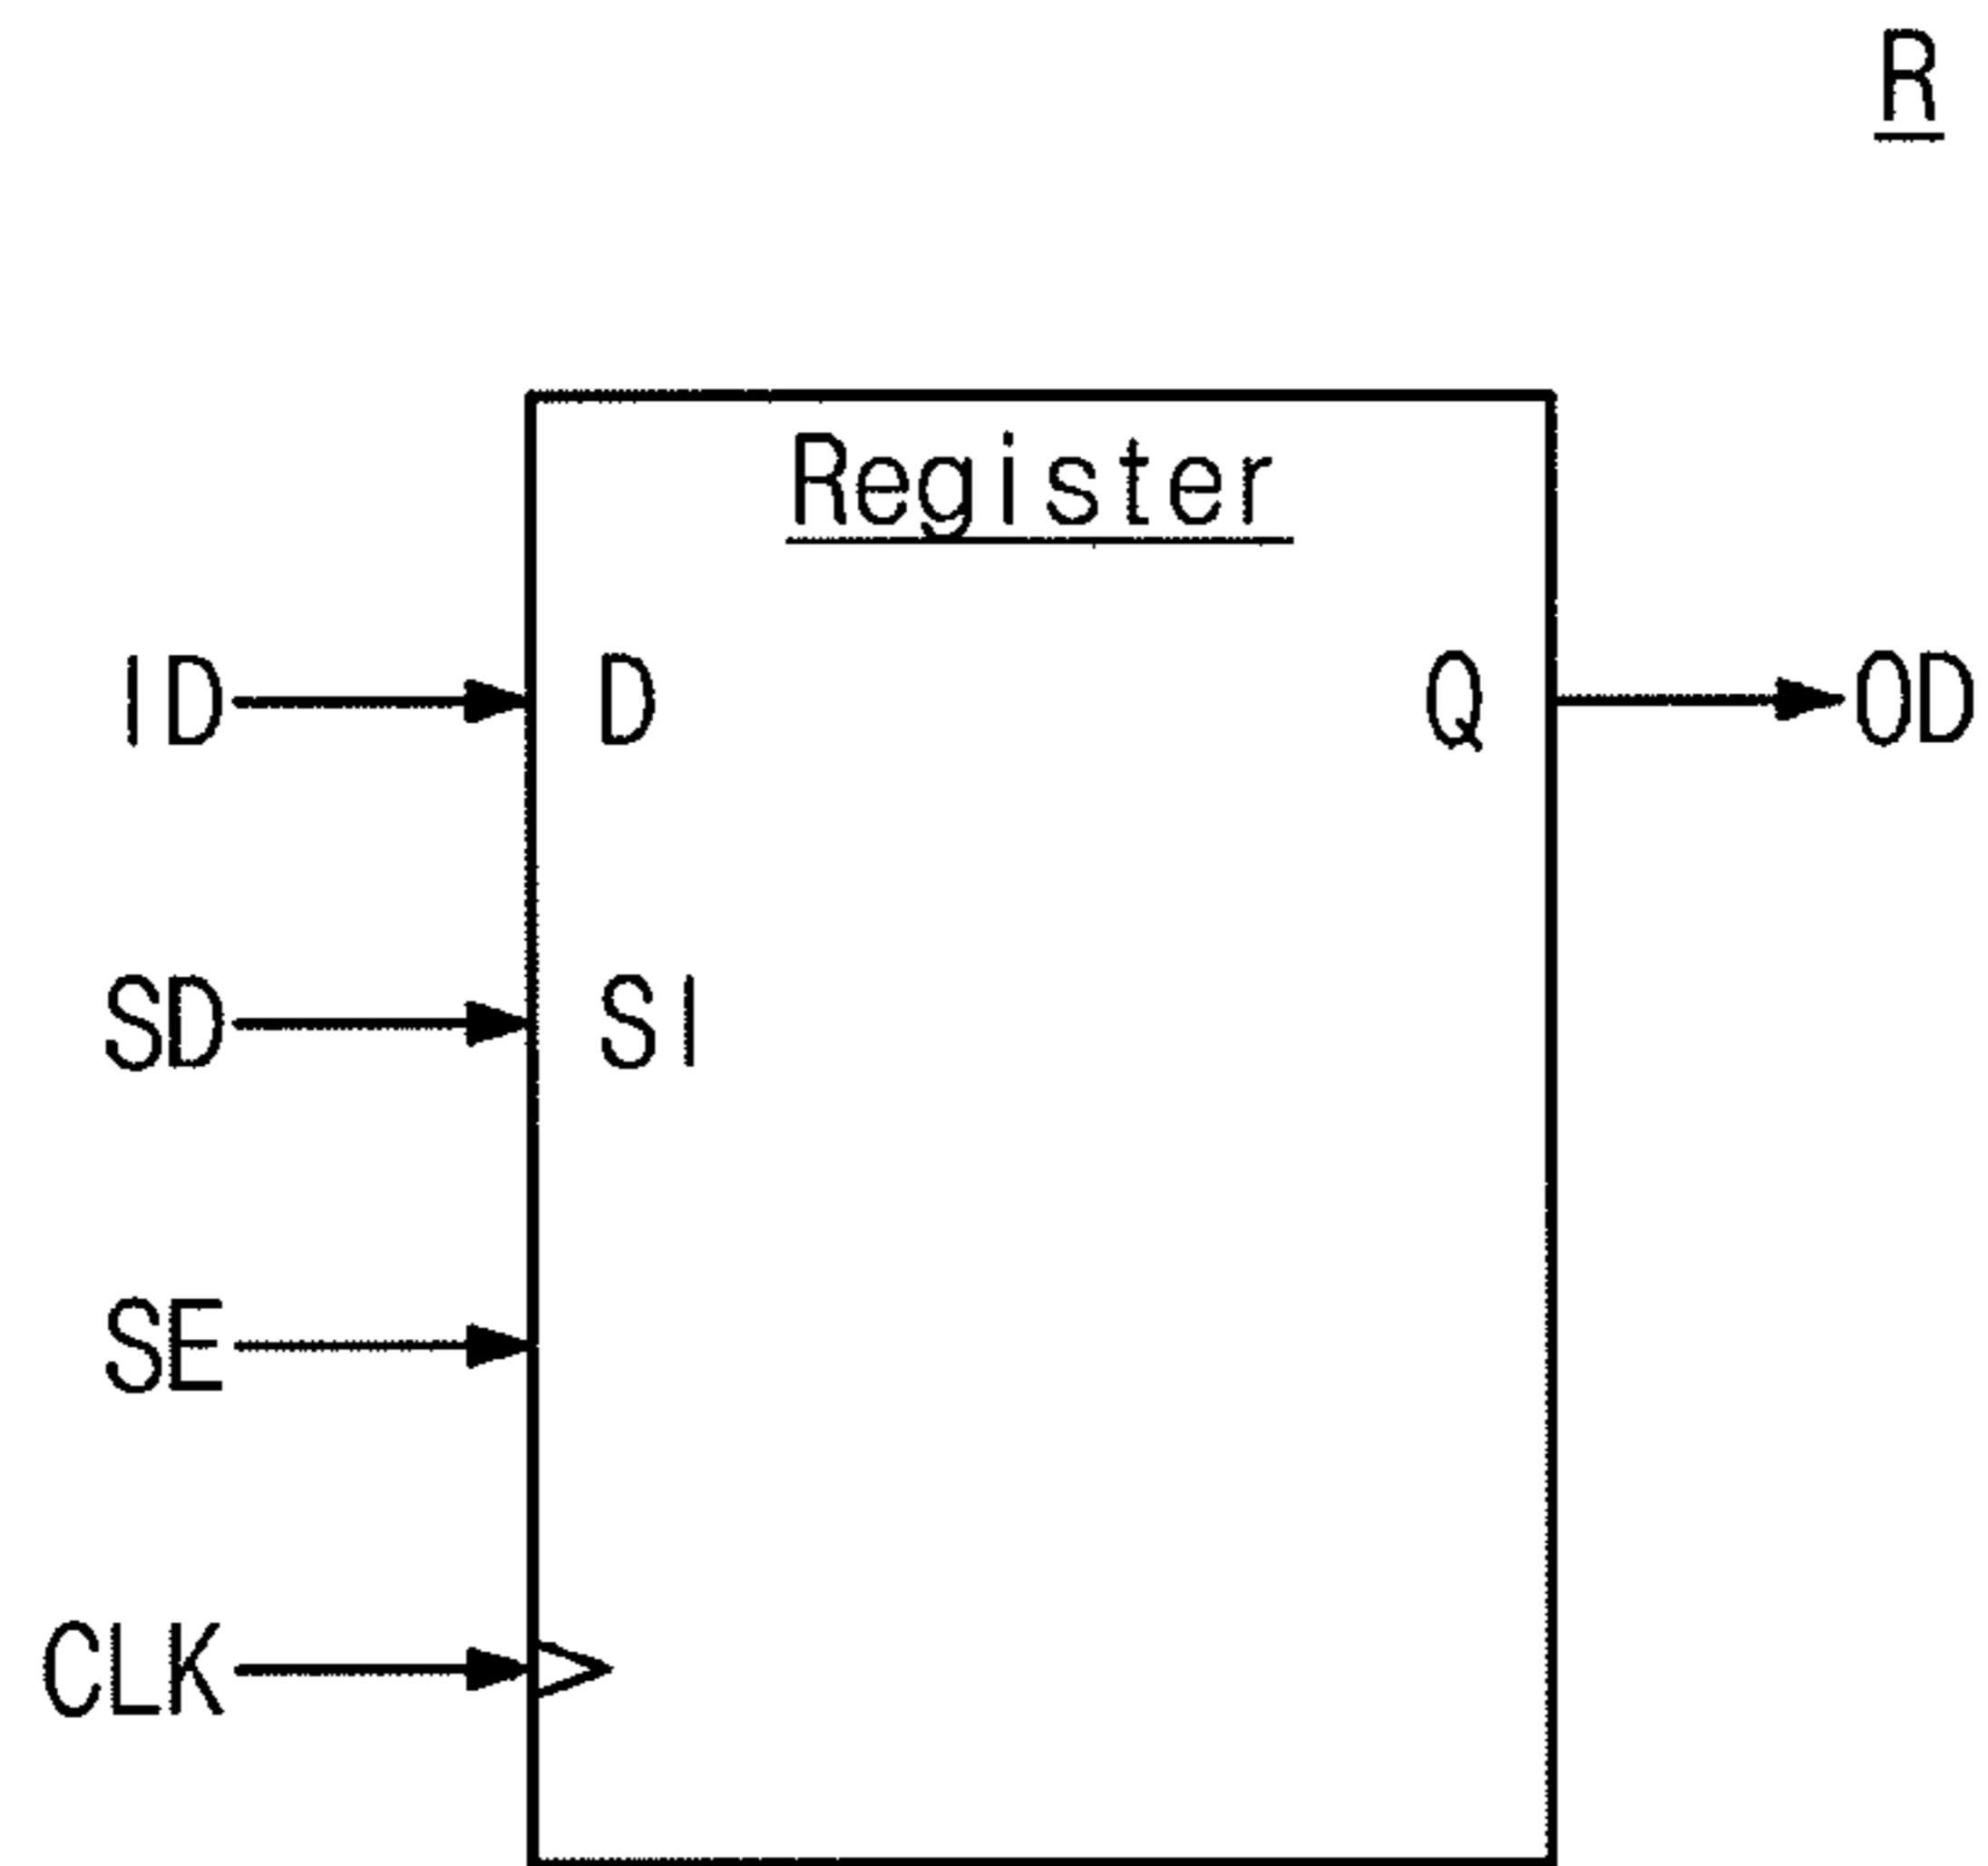 R
Register
ID D Q OD
SD SI
SE
CLK